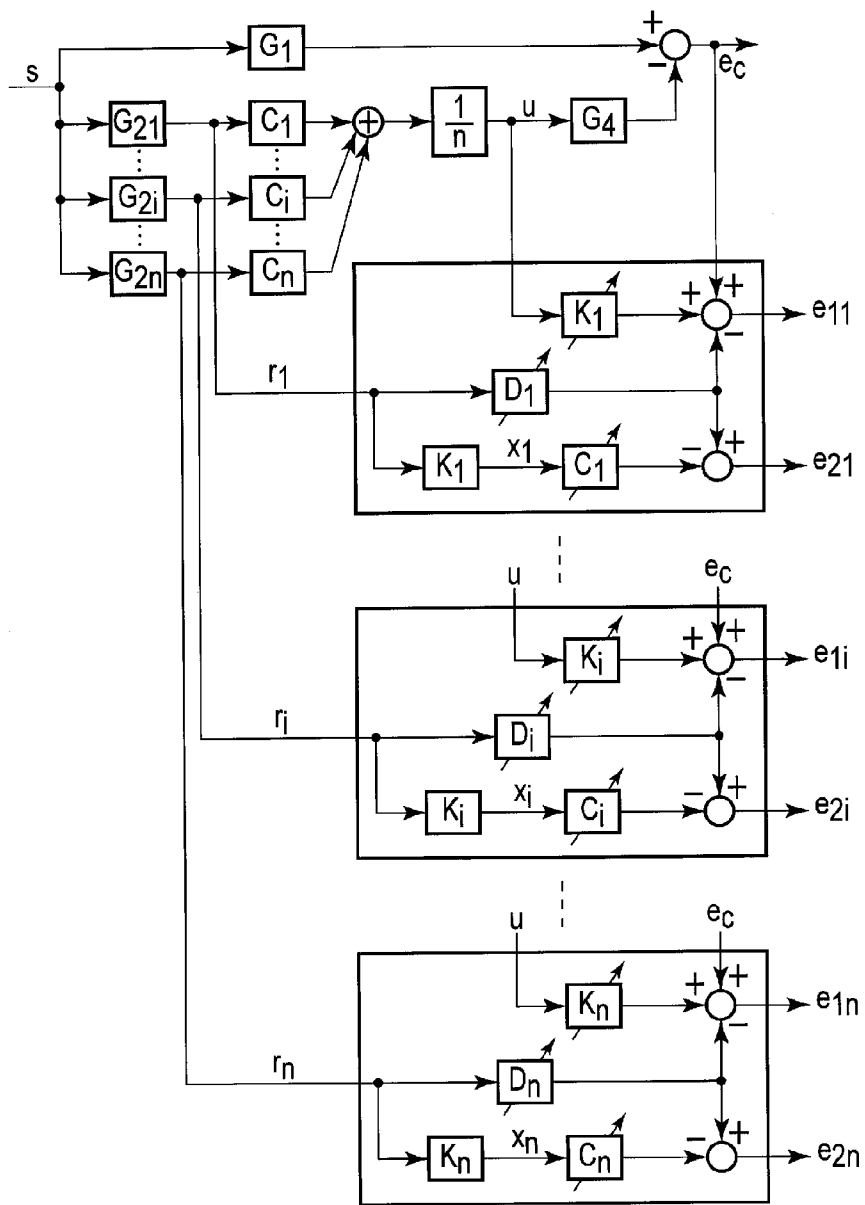 G1
+
−
s
ec
G21 C1 + 1/n u G4
G2i Ci
G2n Cn
K1 + + e11
−
r1 D1
K1 x1 C1 − + e21
u ec
Ki + + e1i
−
ri Di
Ki xi Ci − + e2i
u ec
Kn + + e1n
−
rn Dn
Kn xn Cn − + e2n